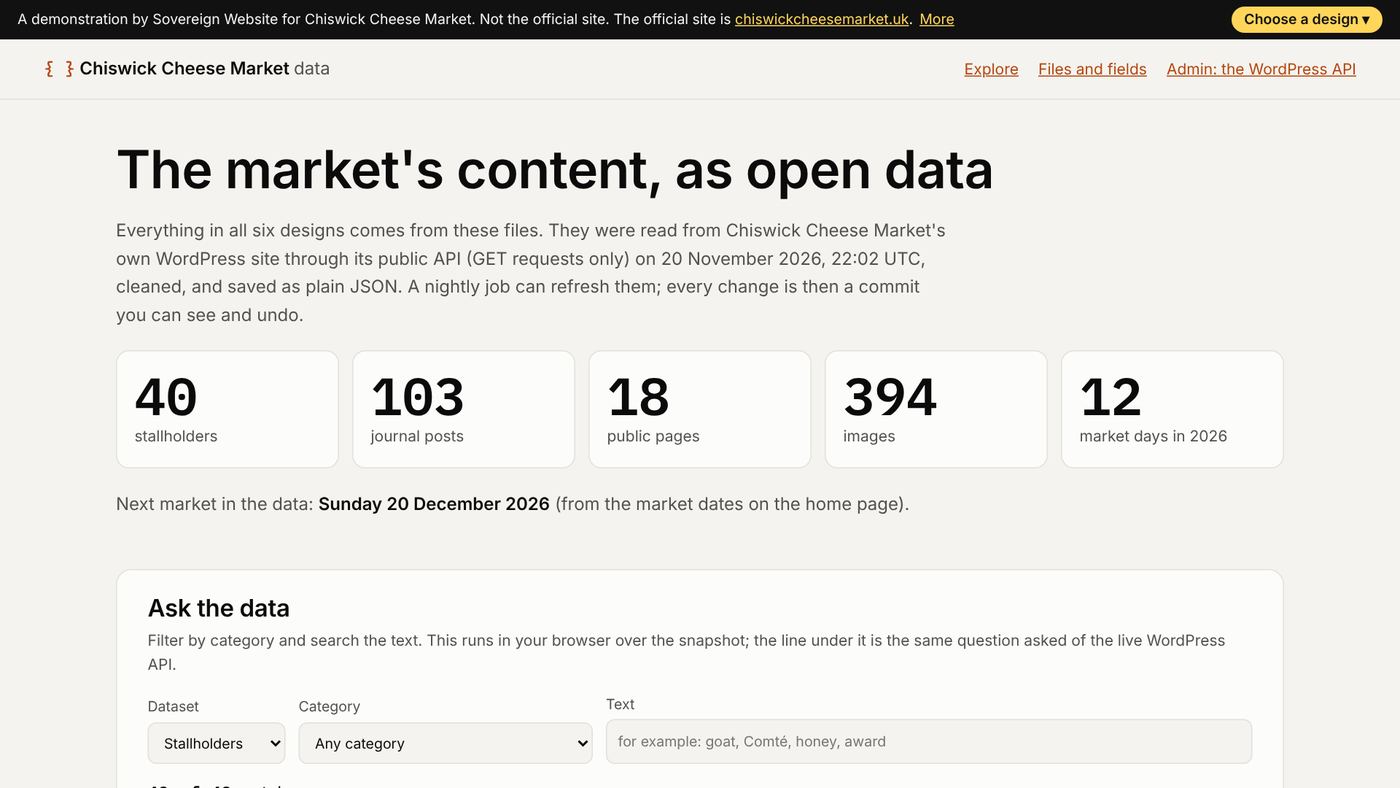 A demonstration by Sovereign Website for Chiswick Cheese Market. Not the official site. The official site is chiswickcheesemarket.uk. More
Choose a design ▾
{ } Chiswick Cheese Market data
Explore
Files and fields
Admin: the WordPress API
The market's content, as open data
Everything in all six designs comes from these files. They were read from Chiswick Cheese Market's
own WordPress site through its public API (GET requests only) on 20 November 2026, 22:02 UTC,
cleaned, and saved as plain JSON. A nightly job can refresh them; every change is then a commit
you can see and undo.
40
stallholders
103
journal posts
18
public pages
394
images
12
market days in 2026
Next market in the data: Sunday 20 December 2026 (from the market dates on the home page).
Ask the data
Filter by category and search the text. This runs in your browser over the snapshot; the line under it is the same question asked of the live WordPress
API.
Dataset
Category
Text
Stallholders
Any category
for example: goat, Comté, honey, award